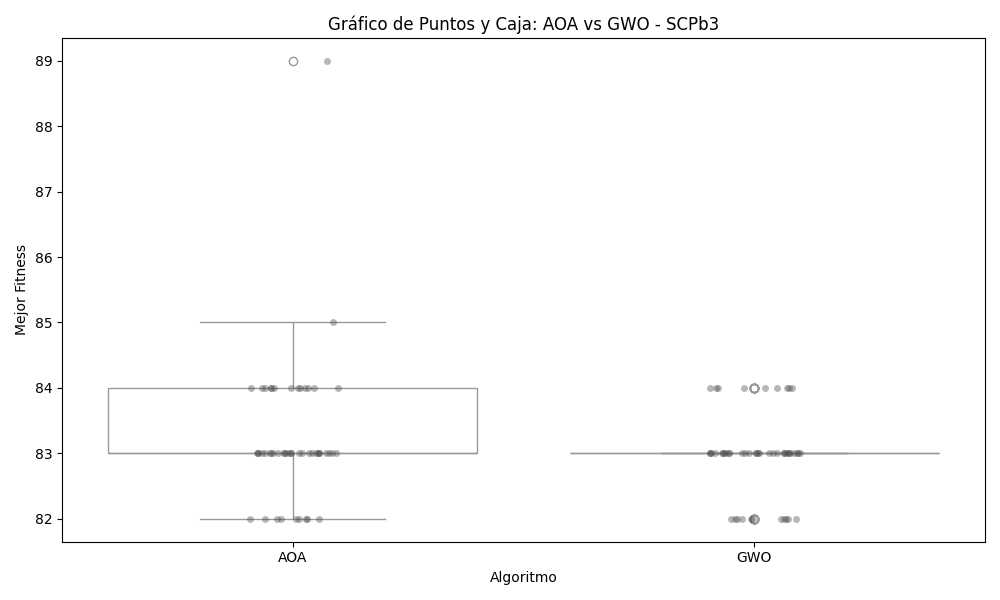 Gráfico de Puntos y Caja: AOA vs GWO - SCPb3
89
88
87
86
85
84
83
82
Mejor Fitness
AOA
GWO
Algoritmo